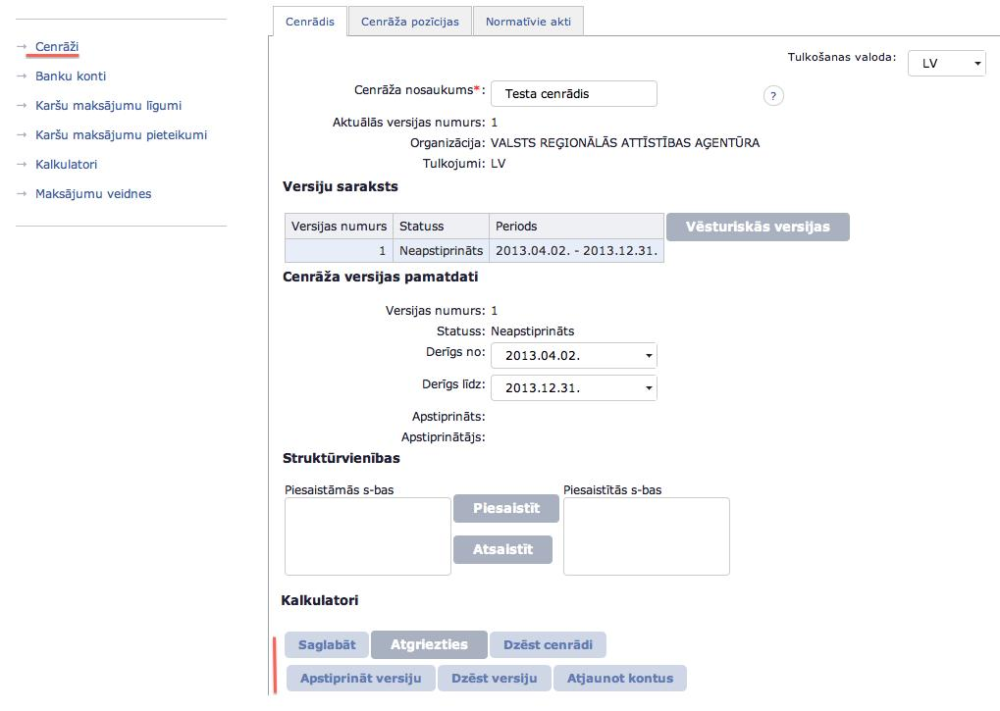 → Cenrāži
→ Banku konti
→ Karšu maksājumu līgumi
→ Karšu maksājumu pieteikumi
→ Kalkulatori
→ Maksājumu veidnes
Cenrādis Cenrāža pozīcijas Normatīvie akti
Tulkošanas valoda: LV
Cenrāža nosaukums*: Testa cenrādis ?
Aktuālās versijas numurs: 1
Organizācija: VALSTS REĢIONĀLĀS ATTĪSTĪBAS AĢENTŪRA
Tulkojumi: LV
Versiju saraksts
Versijas numurs Statuss Periods Vēsturiskās versijas
1 Neapstiprināts 2013.04.02. - 2013.12.31.
Cenrāža versijas pamatdati
Versijas numurs: 1
Statuss: Neapstiprināts
Derīgs no: 2013.04.02.
Derīgs līdz: 2013.12.31.
Apstiprināts:
Apstiprinātājs:
Struktūrvienības
Piesaistāmās s-bas Piesaistītās s-bas
Piesaistīt
Atsaistīt
Kalkulatori
Saglabāt Atgriezties Dzēst cenrādi
Apstiprināt versiju Dzēst versiju Atjaunot kontus